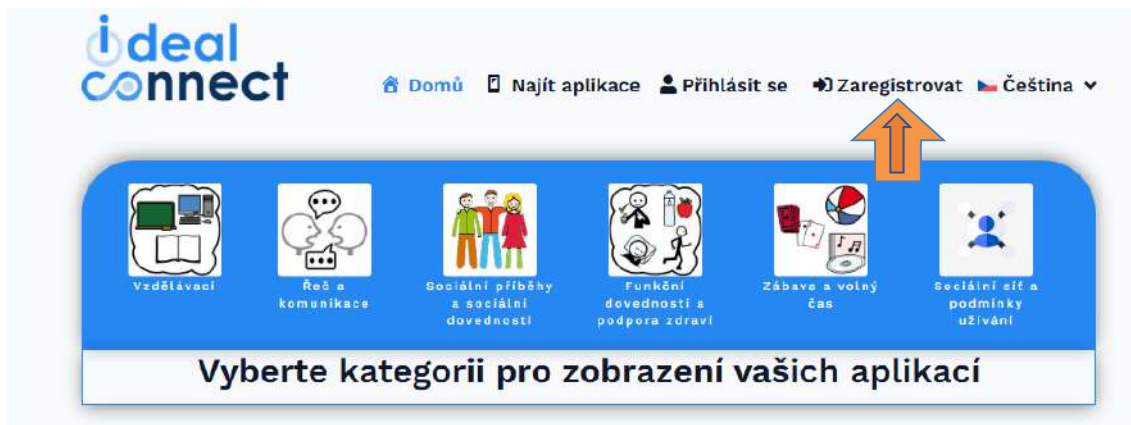 ideal
connect
Domů Najít aplikace Přihlásit se Zaregistrovat Čeština
Vzdělávací
Řeč a
komunikace
Sociální příběhy
a sociální
dovednosti
Funkční
dovednosti a
podpora zdraví
Zábava a volný
čas
Sociální síť a
podmínky
užívání
Vyberte kategorii pro zobrazení vašich aplikací